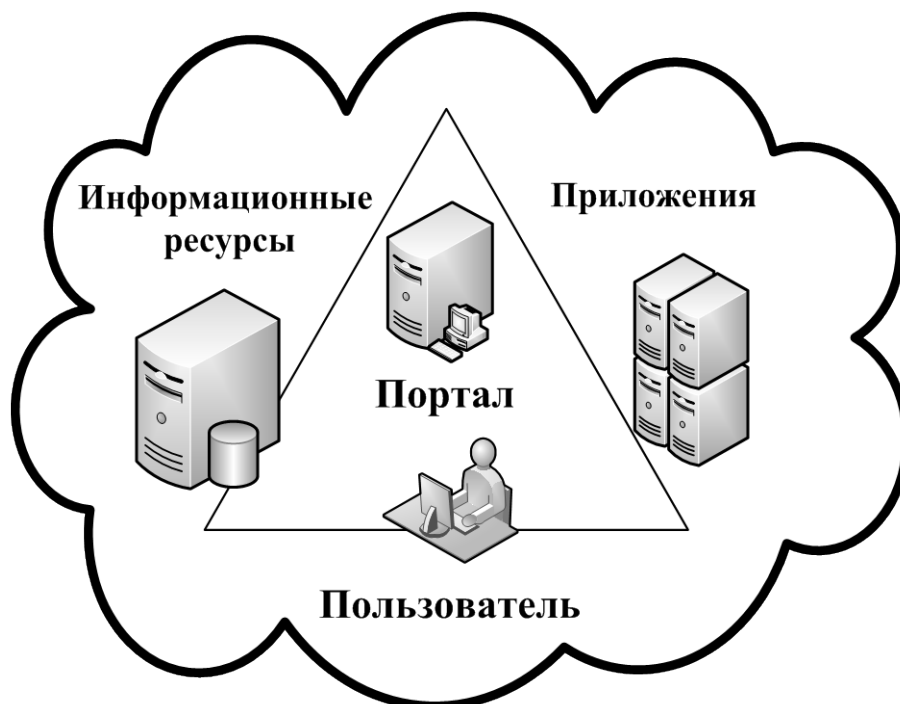 Информационные
ресурсы
Приложения
Портал
Пользователь